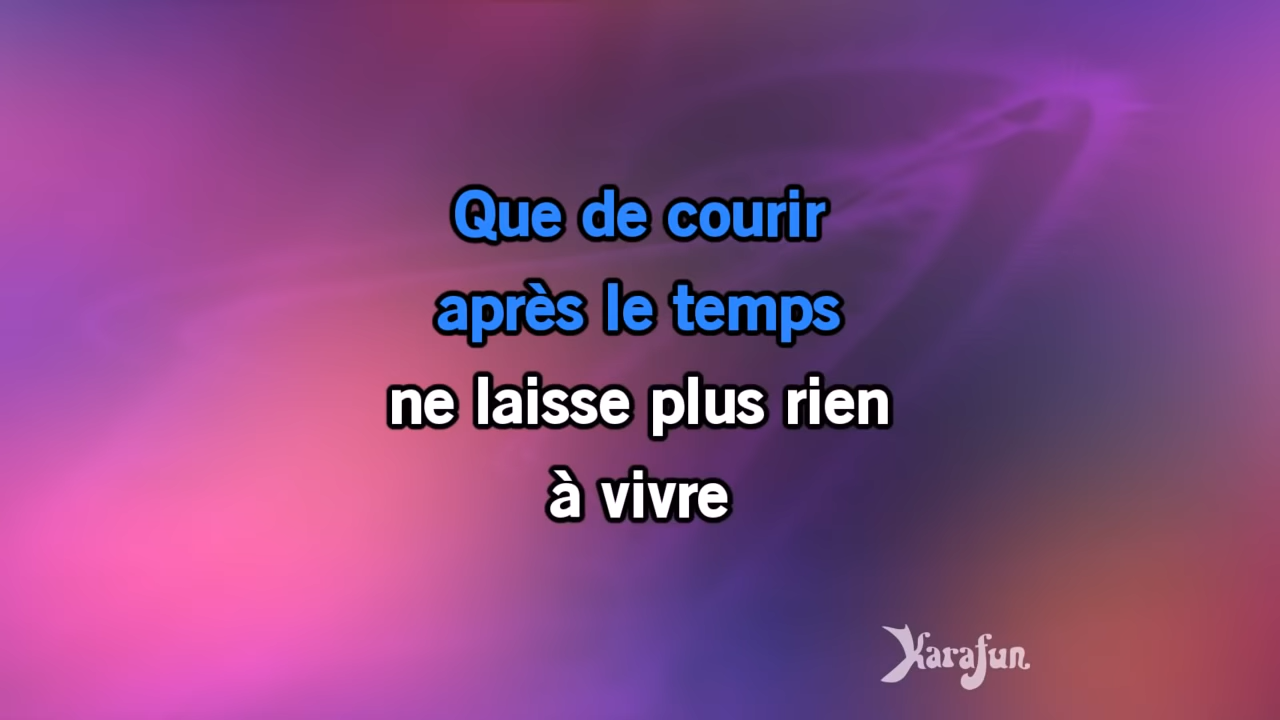 Que de courir
après le temps
ne laisse plus rien
à vivre
Karafun